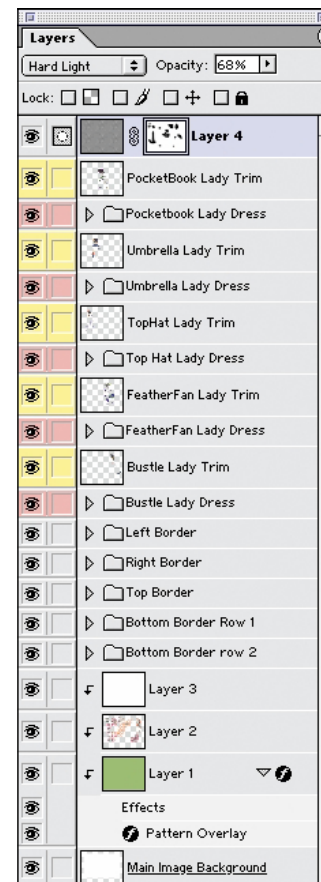 Layers
Hard Light Opacity: 68%
Lock:
Layer 4
PocketBook Lady Trim
Pocketbook Lady Dress
Umbrella Lady Trim
Umbrella Lady Dress
TopHat Lady Trim
Top Hat Lady Dress
FeatherFan Lady Trim
FeatherFan Lady Dress
Bustle Lady Trim
Bustle Lady Dress
Left Border
Right Border
Top Border
Bottom Border Row 1
Bottom Border row 2
Layer 3
Layer 2
Layer 1
Effects
Pattern Overlay
Main Image Background